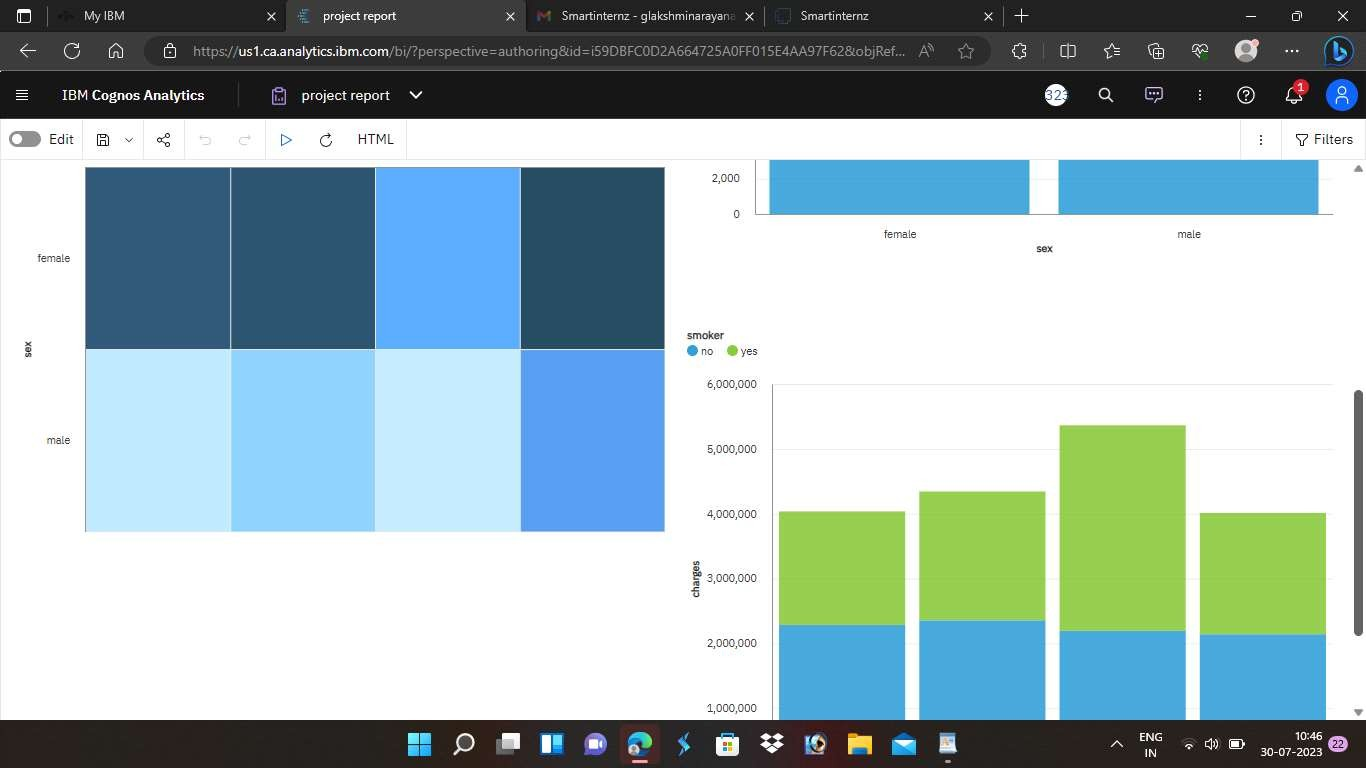 My IBM
project report
Smartinternz - glakshminarayana
Smartinternz
https://us1.ca.analytics.ibm.com/bi/?perspective=authoring&id=i59DBFC0D2A664725A0FF015E4AA97F62&objRef...
IBM Cognos Analytics
project report
323
1
Edit
HTML
Filters
female
sex
male
2,000
0
female
male
sex
smoker
no
yes
6,000,000
5,000,000
4,000,000
charges
3,000,000
2,000,000
1,000,000
ENG
IN
10:46
30-07-2023
22